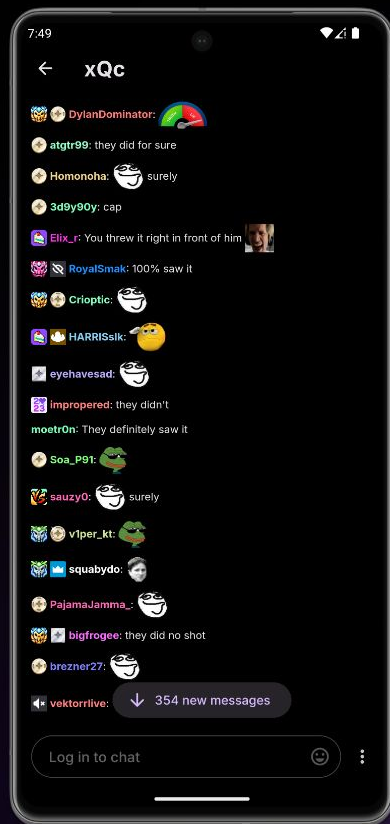 7:49
xQc
DylanDominator:
atgtr99: they did for sure
Homonoha: surely
3d9y90y: cap
Elix_r: You threw it right in front of him
RoyalSmak: 100% saw it
Crioptic:
HARRISslk:
eyehavesad:
impropered: they didn't
moetr0n: They definitely saw it
Soa_P91:
sauzy0: surely
v1per_kt:
squabydo:
PajamaJamma_:
bigfrogee: they did no shot
brezner27:
vektorrlive:
354 new messages
Log in to chat